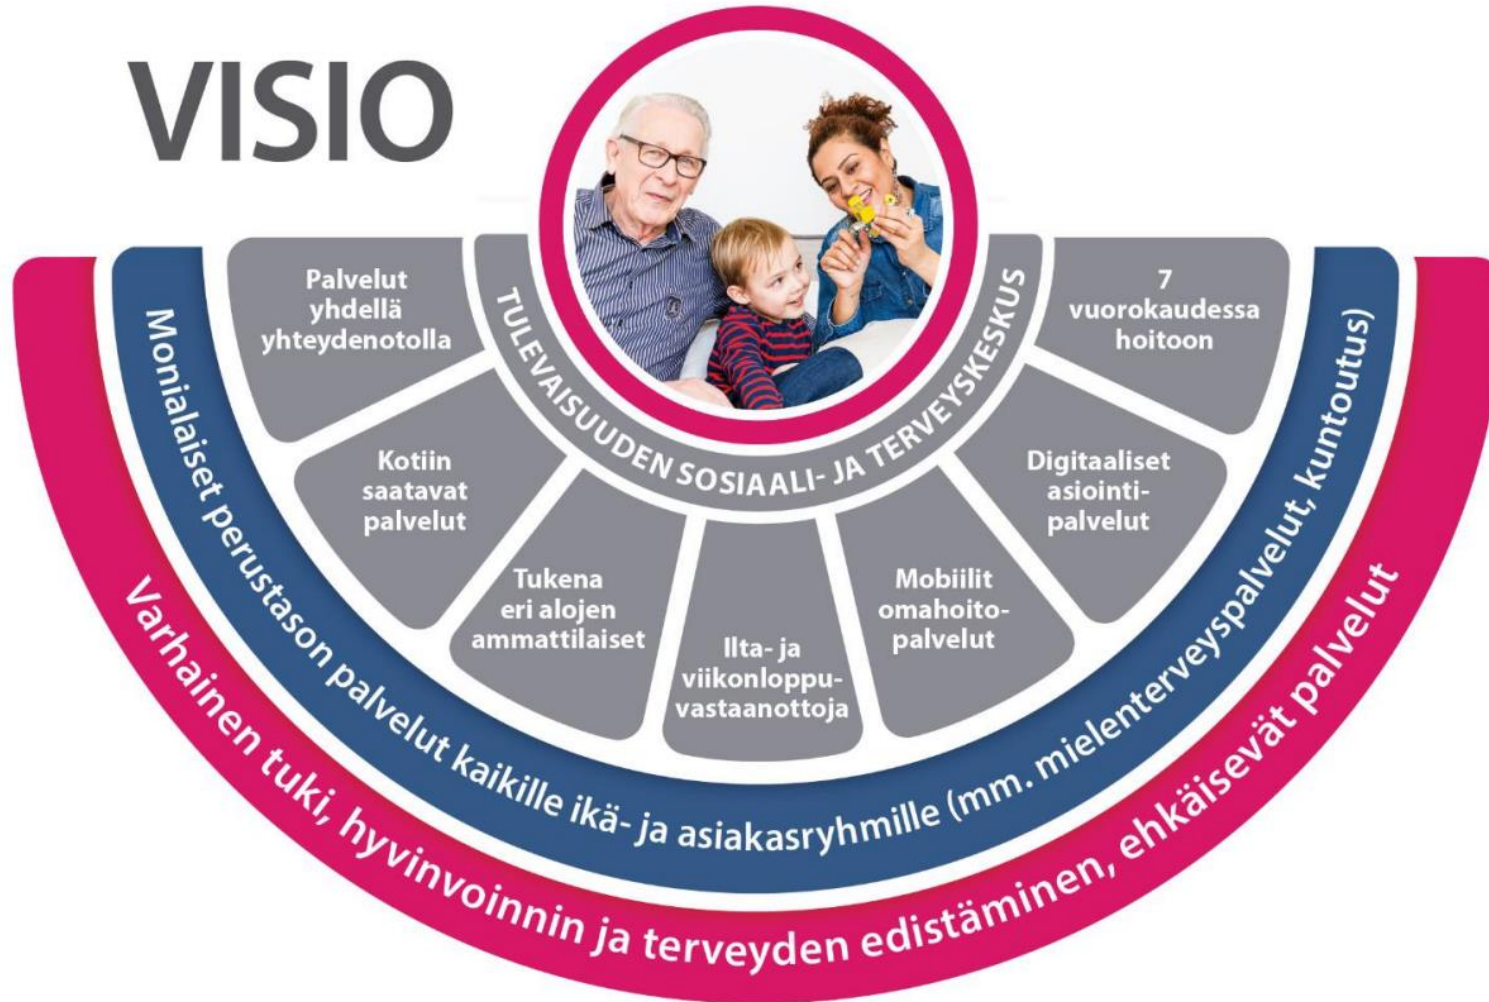 VISIO
TULEVAISUUDEN SOSIAALI- JA TERVEYSKESKUS
Palvelut
yhdellä
yhteydenotolla
Kotiin
saatavat
palvelut
Tukena
eri alojen
ammattilaiset
Ilta- ja
viikonloppu-
vastaanottoja
Mobiilit
omahoito-
palvelut
Digitaaliset
asiointi-
palvelut
7
vuorokaudessa
hoitoon
Monialaiset perustason palvelut kaikille ikä- ja asiakasryhmille (mm. mielenterveyspalvelut, kuntoutus)
Varhainen tuki, hyvinvoinnin ja terveyden edistäminen, ehkäisevät palvelut